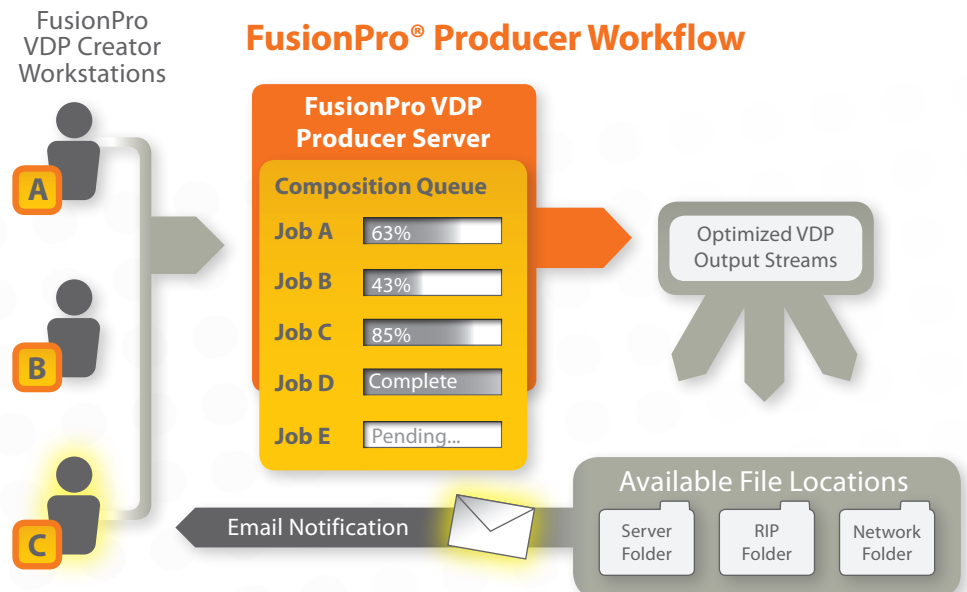 FusionPro
VDP Creator
Workstations
FusionPro® Producer Workflow
A
B
C
FusionPro VDP
Producer Server
Composition Queue
Job A 63%
Job B 43%
Job C 85%
Job D Complete
Job E Pending...
Optimized VDP
Output Streams
Available File Locations
Server
Folder
RIP
Folder
Network
Folder
Email Notification